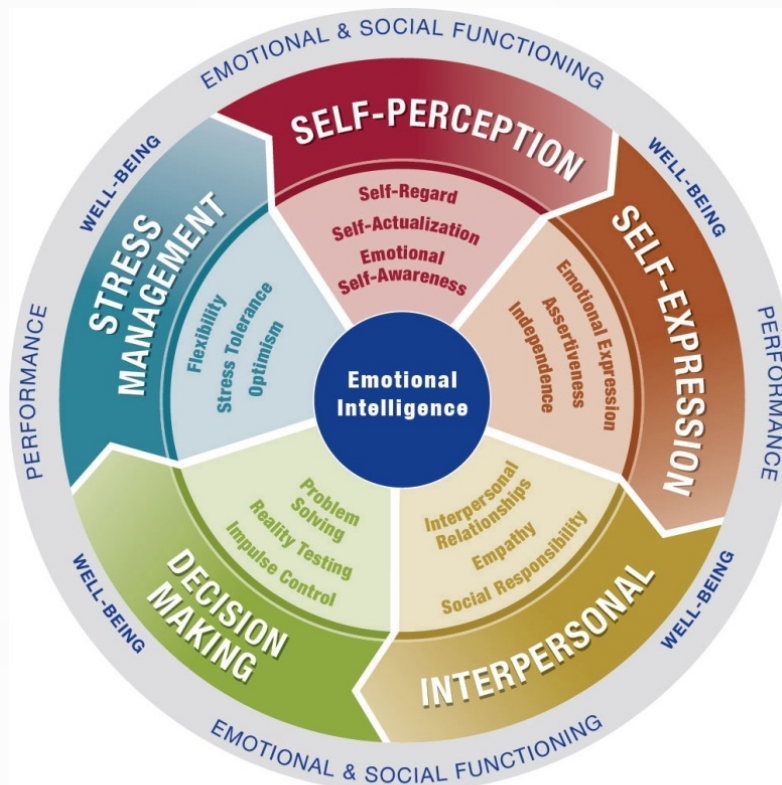 EMOTIONAL & SOCIAL FUNCTIONING
WELL-BEING
WELL-BEING
PERFORMANCE
PERFORMANCE
SELF-PERCEPTION
Self-Regard
Self-Actualization
Emotional
Self-Awareness
SELF-EXPRESSION
Emotional Expression
Assertiveness
Independence
STRESS
MANAGEMENT
Flexibility
Stress Tolerance
Optimism
Emotional
Intelligence
INTERPERSONAL
Interpersonal
Relationships
Empathy
Social Responsibility
DECISION
MAKING
Problem
Solving
Reality Testing
Impulse Control
WELL-BEING
WELL-BEING
EMOTIONAL & SOCIAL FUNCTIONING